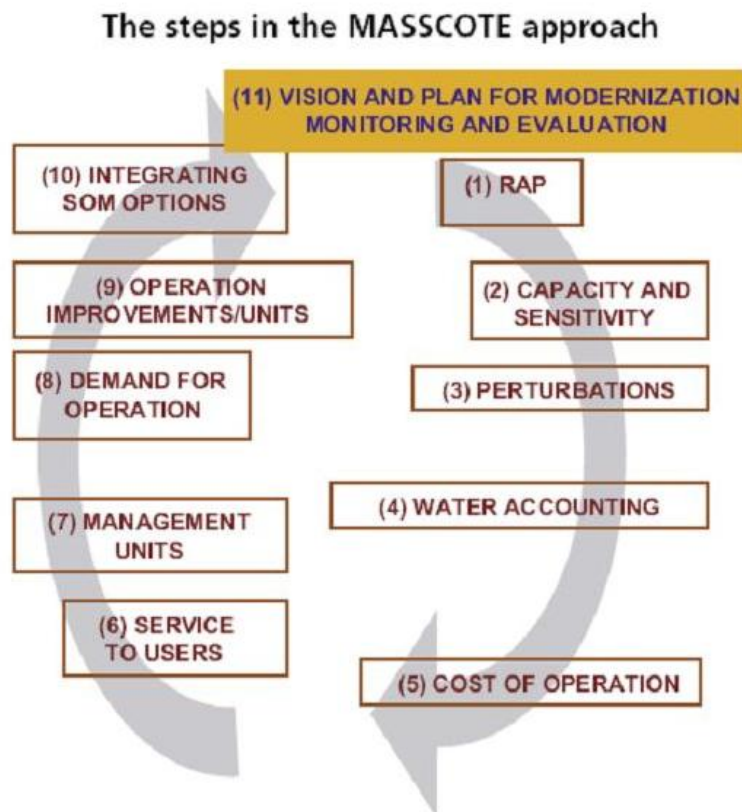 The steps in the MASSCOTE approach
(11) VISION AND PLAN FOR MODERNIZATION
MONITORING AND EVALUATION
(10) INTEGRATING
SOM OPTIONS
(1) RAP
(9) OPERATION
IMPROVEMENTS/UNITS
(2) CAPACITY AND
SENSITIVITY
(8) DEMAND FOR
OPERATION
(3) PERTURBATIONS
(7) MANAGEMENT
UNITS
(4) WATER ACCOUNTING
(6) SERVICE
TO USERS
(5) COST OF OPERATION